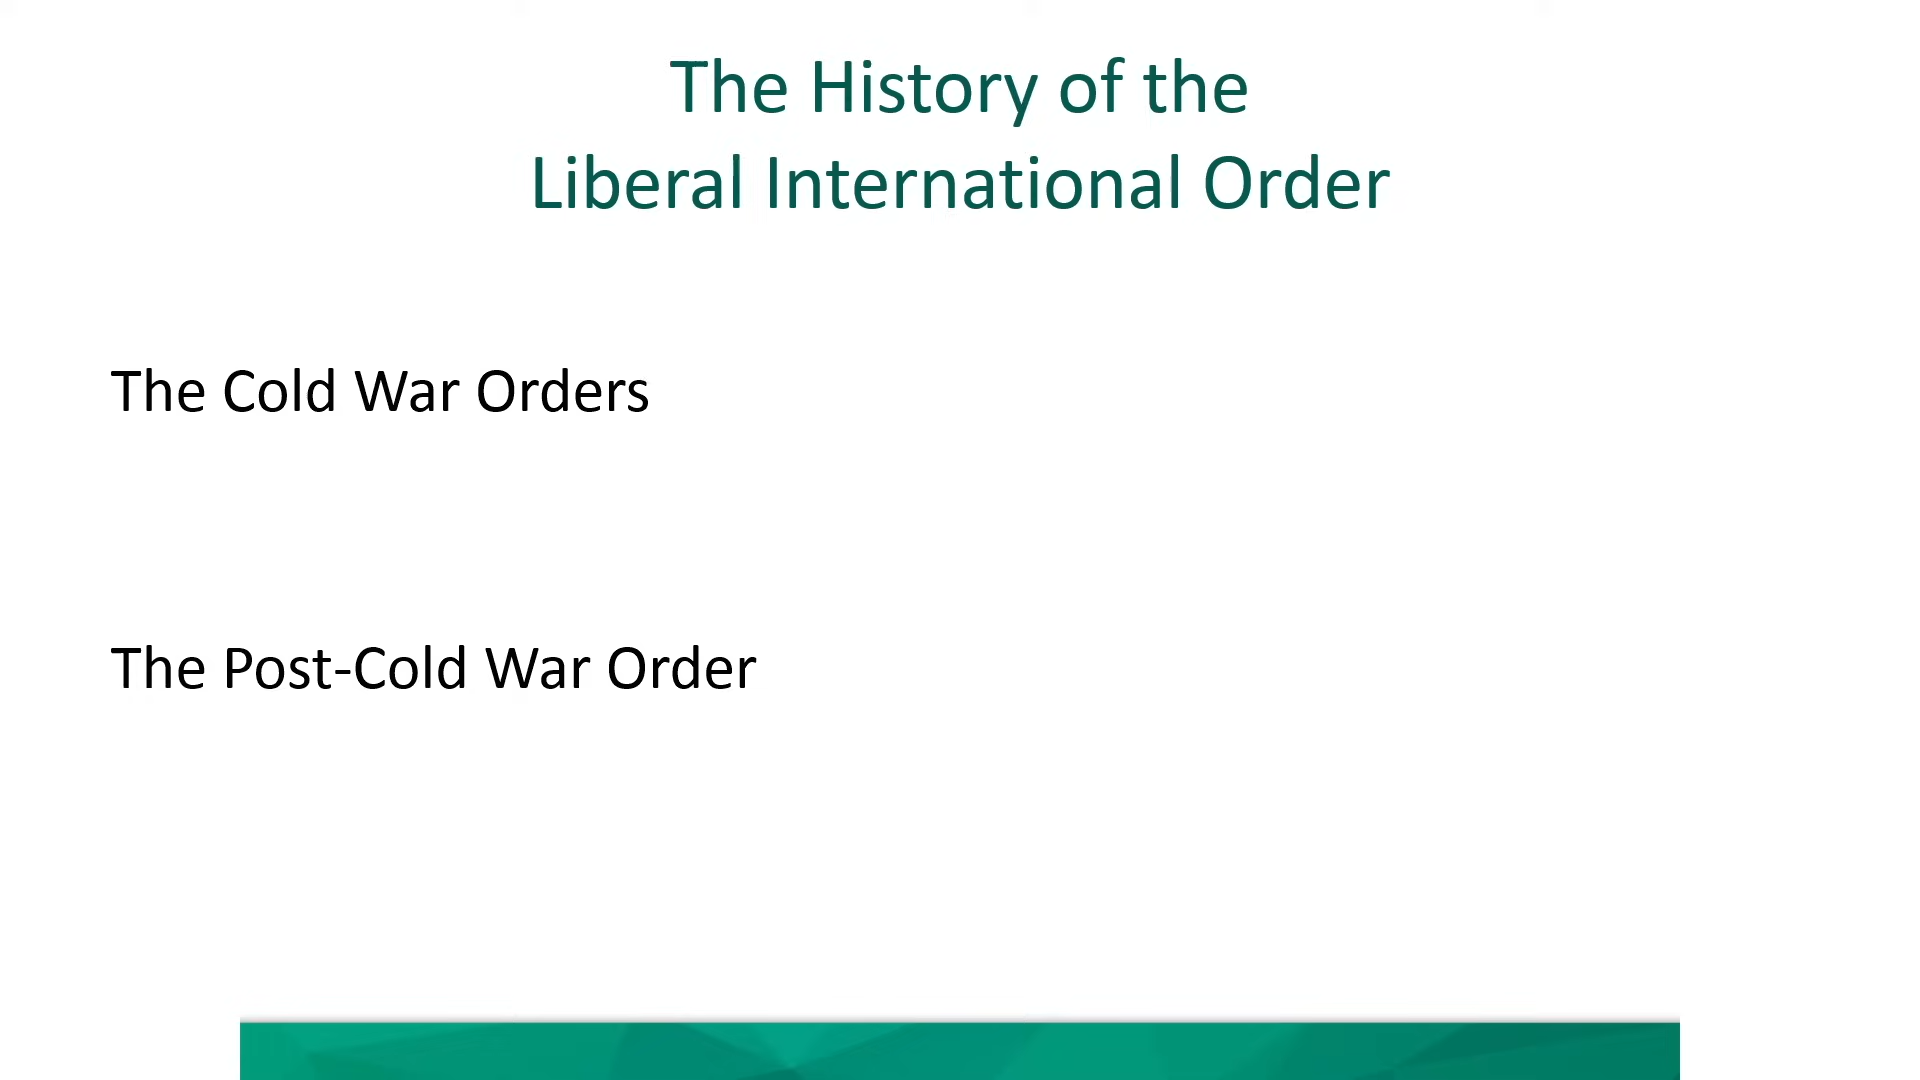 The History of the
Liberal International Order
The Cold War Orders
The Post-Cold War Order